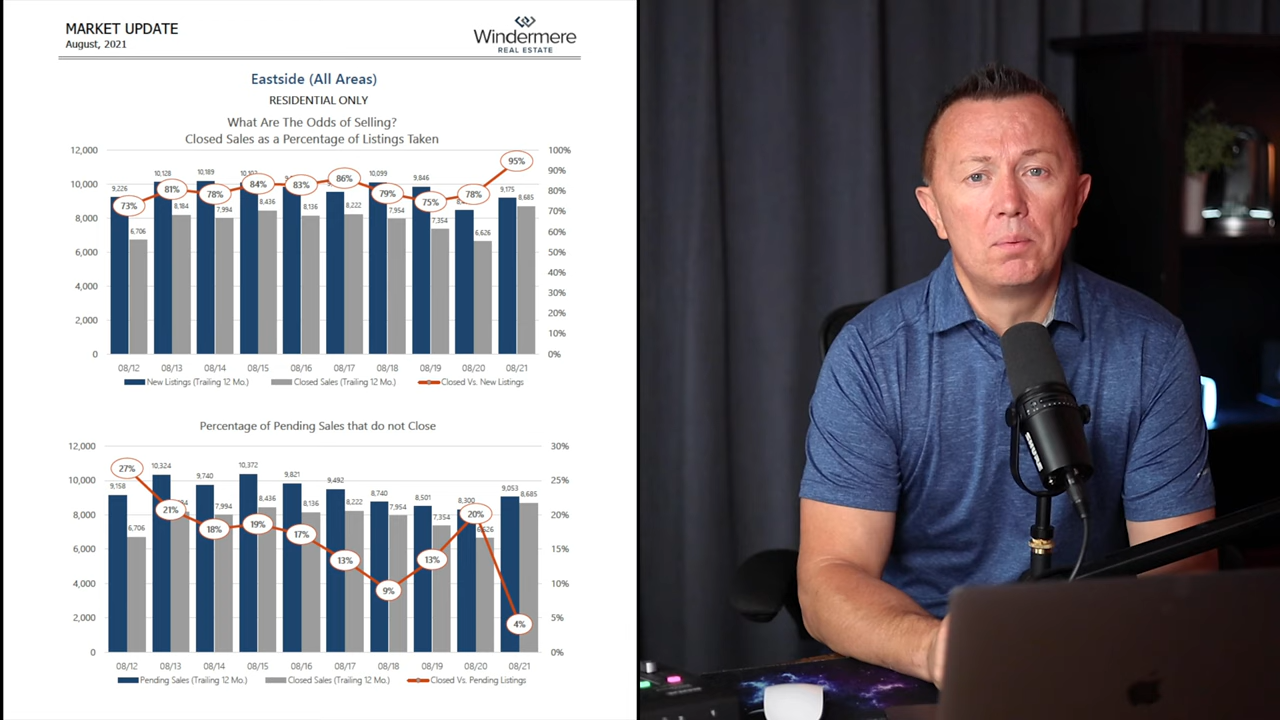 MARKET UPDATE
August, 2021
Windermere
REAL ESTATE
Eastside (All Areas)
RESIDENTIAL ONLY
What Are The Odds of Selling?
Closed Sales as a Percentage of Listings Taken
12,000
10,000
8,000
6,000
4,000
2,000
0
100%
90%
80%
70%
60%
50%
40%
30%
20%
10%
0%
9,226 10,128 10,189 10,099 9,846 9,175
73% 81% 78% 84% 83% 86% 79% 75% 78% 95%
6,706 8,184 7,994 8,436 8,136 8,222 7,954 7,354 6,626 8,685
08/12 08/13 08/14 08/15 08/16 08/17 08/18 08/19 08/20 08/21
New Listings (Trailing 12 Mo.) Closed Sales (Trailing 12 Mo.) Closed Vs. New Listings
Percentage of Pending Sales that do not Close
12,000
10,000
8,000
6,000
4,000
2,000
0
30%
25%
20%
15%
10%
5%
0%
9,158 10,324 9,740 10,372 9,821 9,492 8,740 8,501 8,300 9,053
27% 21% 18% 19% 17% 13% 9% 13% 20% 4%
6,706 7,994 8,436 8,136 8,222 7,954 7,354 8,685
08/12 08/13 08/14 08/15 08/16 08/17 08/18 08/19 08/20 08/21
Pending Sales (Trailing 12 Mo.) Closed Sales (Trailing 12 Mo.) Closed Vs. Pending Listings
SHURE